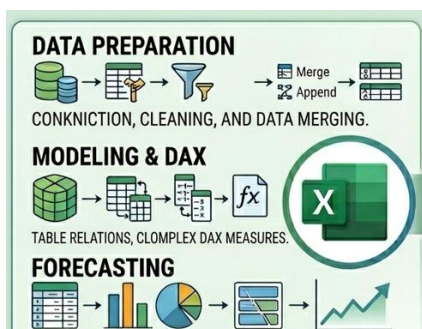 DATA PREPARATION
Merge
Append
CONKNICTION, CLEANING, AND DATA MERGING.
MODELING & DAX
fx
X
TABLE RELATIONS, CLOMPLEX DAX MEASURES.
FORECASTING